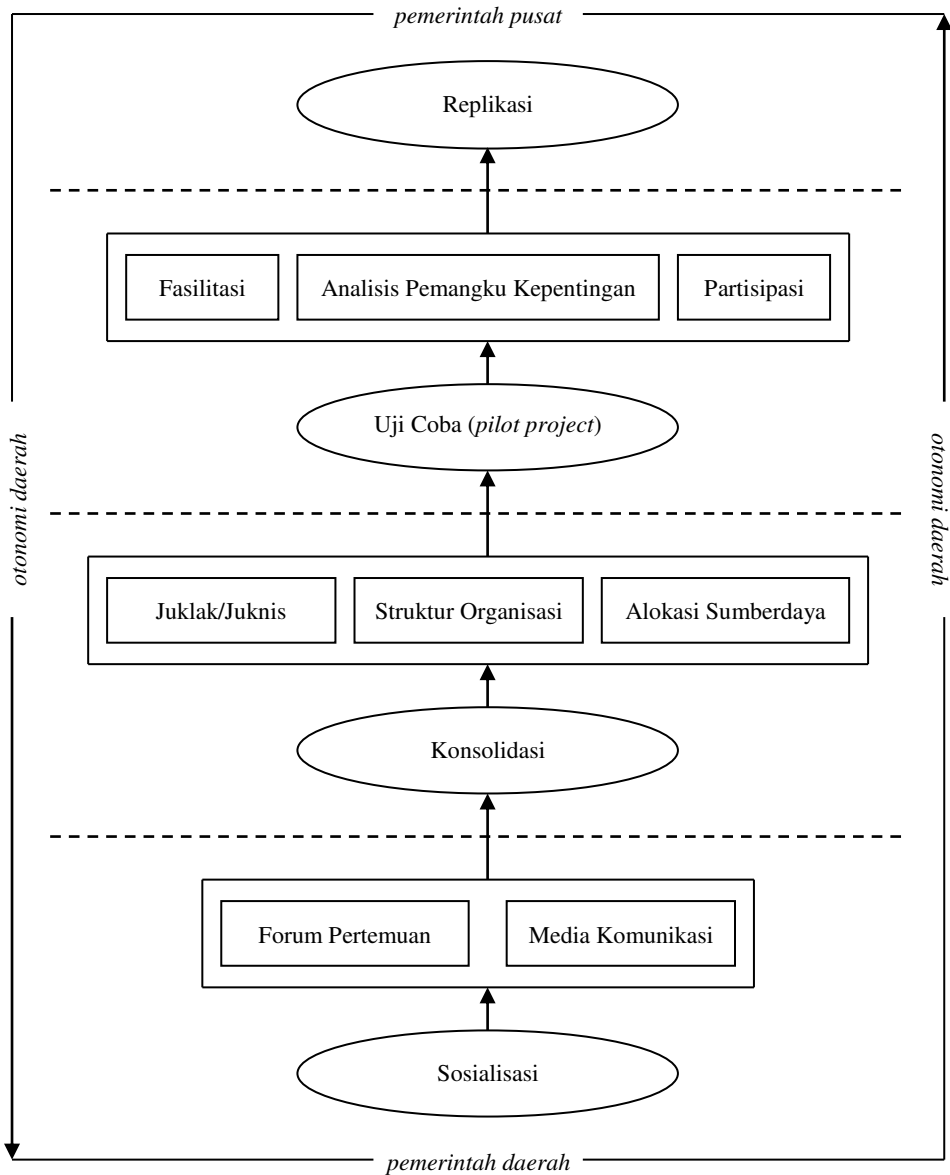 pemerintah pusat
Replikasi
Fasilitasi
Analisis Pemangku Kepentingan
Partisipasi
Uji Coba (pilot project)
otonomi daerah
otonomi daerah
Juklak/Juknis
Struktur Organisasi
Alokasi Sumberdaya
Konsolidasi
Forum Pertemuan
Media Komunikasi
Sosialisasi
pemerintah daerah